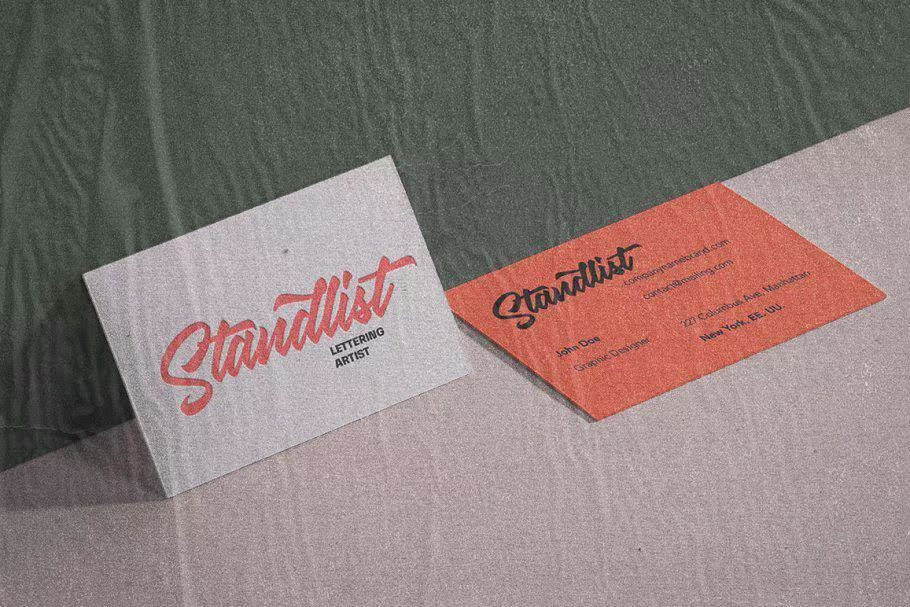 Standlist
LETTERING
ARTIST
Standlist
companynamebrand.com
contact@mailing.com
John Doe
Graphic Designer
227 Columbus Ave. Manhattan
New York, EE. UU.